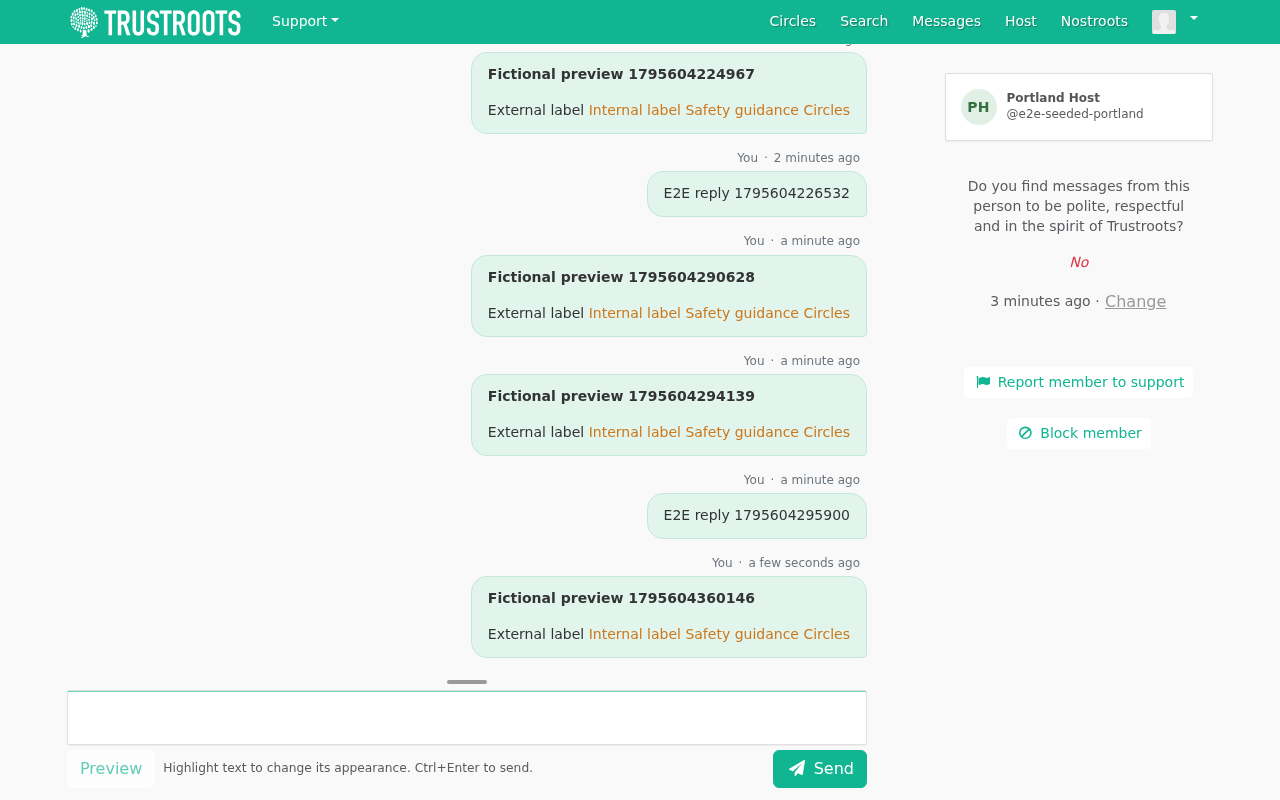 TRUSTROOTS
Support
Circles
Search
Messages
Host
Nostroots
Fictional preview 1795604224967
External label Internal label Safety guidance Circles
You · 2 minutes ago
E2E reply 1795604226532
You · a minute ago
Fictional preview 1795604290628
External label Internal label Safety guidance Circles
You · a minute ago
Fictional preview 1795604294139
External label Internal label Safety guidance Circles
You · a minute ago
E2E reply 1795604295900
You · a few seconds ago
Fictional preview 1795604360146
External label Internal label Safety guidance Circles
Preview
Highlight text to change its appearance. Ctrl+Enter to send.
Send
PH
Portland Host
@e2e-seeded-portland
Do you find messages from this
person to be polite, respectful
and in the spirit of Trustroots?
No
3 minutes ago · Change
Report member to support
Block member